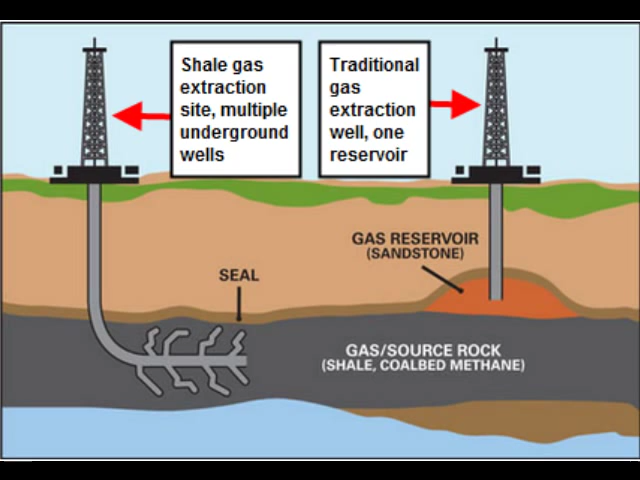 Shale gas
extraction
site, multiple
underground
wells
Traditional
gas
extraction
well, one
reservoir
GAS RESERVOIR
(SANDSTONE)
SEAL
GAS/SOURCE ROCK
(SHALE, COALBED METHANE)